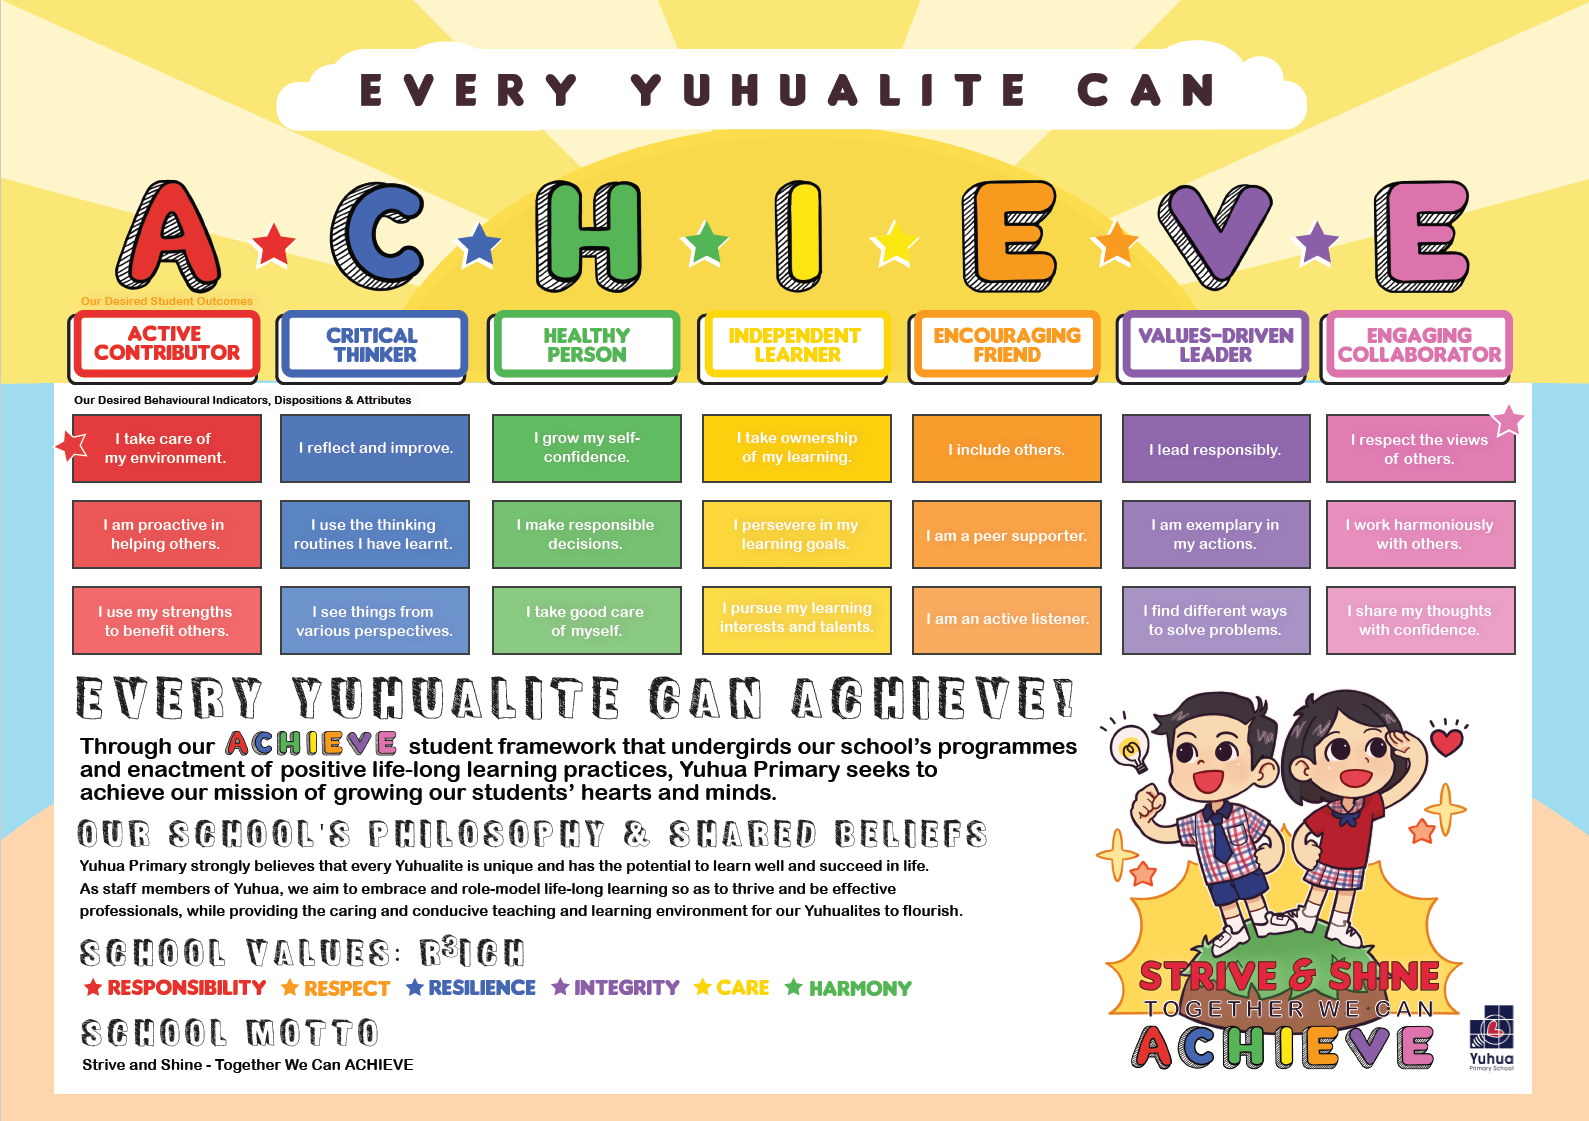 EVERY YUHUALITE CAN
ACHIEVE
Our Desired Student Outcomes
ACTIVE
CONTRIBUTOR
CRITICAL
THINKER
HEALTHY
PERSON
INDEPENDENT
LEARNER
ENCOURAGING
FRIEND
VALUES-DRIVEN
LEADER
ENGAGING
COLLABORATOR
Our Desired Behavioural Indicators, Dispositions & Attributes
I take care of
my environment.
I reflect and improve.
I grow my self-
confidence.
I take ownership
of my learning.
I include others.
I lead responsibly.
I respect the views
of others.
I am proactive in
helping others.
I use the thinking
routines I have learnt.
I make responsible
decisions.
I persevere in my
learning goals.
I am a peer supporter.
I am exemplary in
my actions.
I work harmoniously
with others.
I use my strengths
to benefit others.
I see things from
various perspectives.
I take good care
of myself.
I pursue my learning
interests and talents.
I am an active listener.
I find different ways
to solve problems.
I share my thoughts
with confidence.
EVERY YUHUALITE CAN ACHIEVE!
Through our ACHIEVE student framework that undergirds our school's programmes
and enactment of positive life-long learning practices, Yuhua Primary seeks to
achieve our mission of growing our students' hearts and minds.
OUR SCHOOL'S PHILOSOPHY & SHARED BELIEFS
Yuhua Primary strongly believes that every Yuhualite is unique and has the potential to learn well and succeed in life.
As staff members of Yuhua, we aim to embrace and role-model life-long learning so as to thrive and be effective
professionals, while providing the caring and conducive teaching and learning environment for our Yuhualites to flourish.
SCHOOL VALUES: R³ICH
RESPONSIBILITY RESPECT RESILIENCE INTEGRITY CARE HARMONY
SCHOOL MOTTO
Strive and Shine - Together We Can ACHIEVE
STRIVE & SHINE
TOGETHER WE CAN
ACHIEVE
Yuhua
Primary School